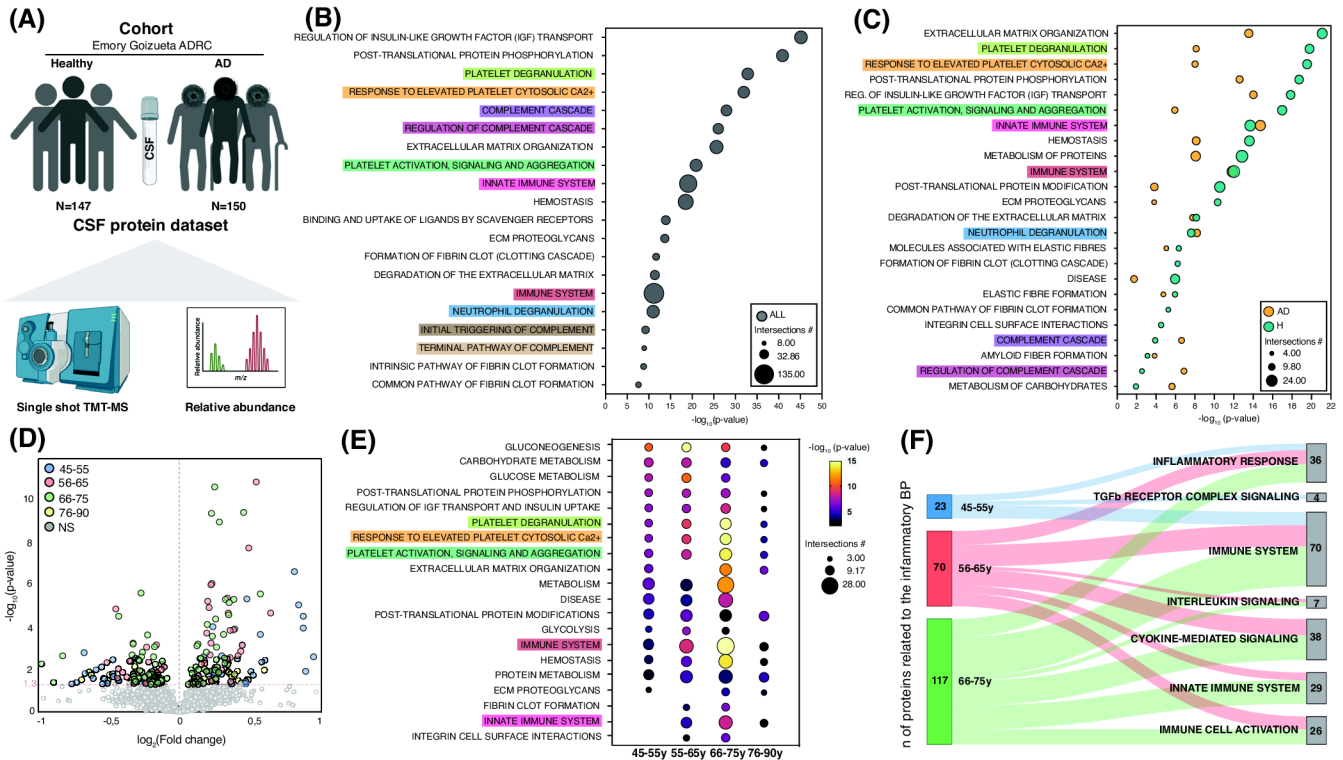 (A)
Cohort
Emory Goizueta ADRC
Healthy
AD
CSF
N=147
N=150
CSF protein dataset
Relative abundance
m/z
Single shot TMT-MS
Relative abundance
(B)
REGULATION OF INSULIN-LIKE GROWTH FACTOR (IGF) TRANSPORT
POST-TRANSLATIONAL PROTEIN PHOSPHORYLATION
PLATELET DEGRANULATION
RESPONSE TO ELEVATED PLATELET CYTOSOLIC CA2+
COMPLEMENT CASCADE
REGULATION OF COMPLEMENT CASCADE
EXTRACELLULAR MATRIX ORGANIZATION
PLATELET ACTIVATION, SIGNALING AND AGGREGATION
INNATE IMMUNE SYSTEM
HEMOSTASIS
BINDING AND UPTAKE OF LIGANDS BY SCAVENGER RECEPTORS
ECM PROTEOGLYCANS
FORMATION OF FIBRIN CLOT (CLOTTING CASCADE)
DEGRADATION OF THE EXTRACELLULAR MATRIX
IMMUNE SYSTEM
NEUTROPHIL DEGRANULATION
INITIAL TRIGGERING OF COMPLEMENT
TERMINAL PATHWAY OF COMPLEMENT
INTRINSIC PATHWAY OF FIBRIN CLOT FORMATION
COMMON PATHWAY OF FIBRIN CLOT FORMATION
ALL
Intersections #
8.00
32.86
135.00
0 5 10 15 20 25 30 35 40 45 50
-log10(p-value)
(C)
EXTRACELLULAR MATRIX ORGANIZATION
PLATELET DEGRANULATION
RESPONSE TO ELEVATED PLATELET CYTOSOLIC CA2+
POST-TRANSLATIONAL PROTEIN PHOSPHORYLATION
REG. OF INSULIN-LIKE GROWTH FACTOR (IGF) TRANSPORT
PLATELET ACTIVATION, SIGNALING AND AGGREGATION
INNATE IMMUNE SYSTEM
HEMOSTASIS
METABOLISM OF PROTEINS
IMMUNE SYSTEM
POST-TRANSLATIONAL PROTEIN MODIFICATION
ECM PROTEOGLYCANS
DEGRADATION OF THE EXTRACELLULAR MATRIX
NEUTROPHIL DEGRANULATION
MOLECULES ASSOCIATED WITH ELASTIC FIBRES
FORMATION OF FIBRIN CLOT (CLOTTING CASCADE)
DISEASE
ELASTIC FIBRE FORMATION
COMMON PATHWAY OF FIBRIN CLOT FORMATION
INTEGRIN CELL SURFACE INTERACTIONS
COMPLEMENT CASCADE
AMYLOID FIBER FORMATION
REGULATION OF COMPLEMENT CASCADE
METABOLISM OF CARBOHYDRATES
AD
H
Intersections #
4.00
9.80
24.00
0 2 4 6 8 10 12 14 16 18 20 22
-log10(p-value)
(D)
45-55
56-65
66-75
76-90
NS
-log10(p-value)
10
8
6
4
2
1.3
0
-1 -0,5 0 0,5 1
log2(Fold change)
(E)
GLUCONEOGENESIS
CARBOHYDRATE METABOLISM
GLUCOSE METABOLISM
POST-TRANSLATIONAL PROTEIN PHOSPHORYLATION
REGULATION OF IGF TRANSPORT AND INSULIN UPTAKE
PLATELET DEGRANULATION
RESPONSE TO ELEVATED PLATELET CYTOSOLIC Ca2+
PLATELET ACTIVATION, SIGNALING AND AGGREGATION
EXTRACELLULAR MATRIX ORGANIZATION
METABOLISM
DISEASE
POST-TRANSLATIONAL PROTEIN MODIFICATIONS
GLYCOLYSIS
IMMUNE SYSTEM
HEMOSTASIS
PROTEIN METABOLISM
ECM PROTEOGLYCANS
FIBRIN CLOT FORMATION
INNATE IMMUNE SYSTEM
INTEGRIN CELL SURFACE INTERACTIONS
45-55y 55-65y 66-75y 76-90y
-log10 (p-value)
15
10
5
Intersections #
3.00
9.17
28.00
(F)
n of proteins related to the inflammatory BP
23
45-55y
70
56-65y
117
66-75y
INFLAMMATORY RESPONSE
36
TGFb RECEPTOR COMPLEX SIGNALING
4
IMMUNE SYSTEM
70
INTERLEUKIN SIGNALING
7
CYOKINE-MEDIATED SIGNALING
38
INNATE IMMUNE SYSTEM
29
IMMUNE CELL ACTIVATION
26